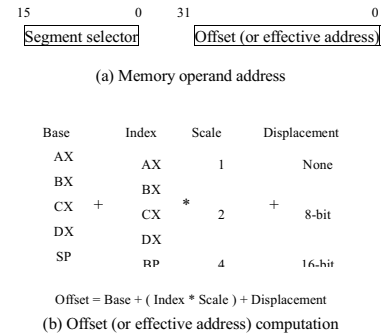 15 0 31 0
Segment selector Offset (or effective address)
(a) Memory operand address
Base Index Scale Displacement
AX AX 1 None
BX BX
CX + CX * 2 + 8-bit
DX DX
SP BP 4 16-bit
Offset = Base + ( Index * Scale ) + Displacement
(b) Offset (or effective address) computation